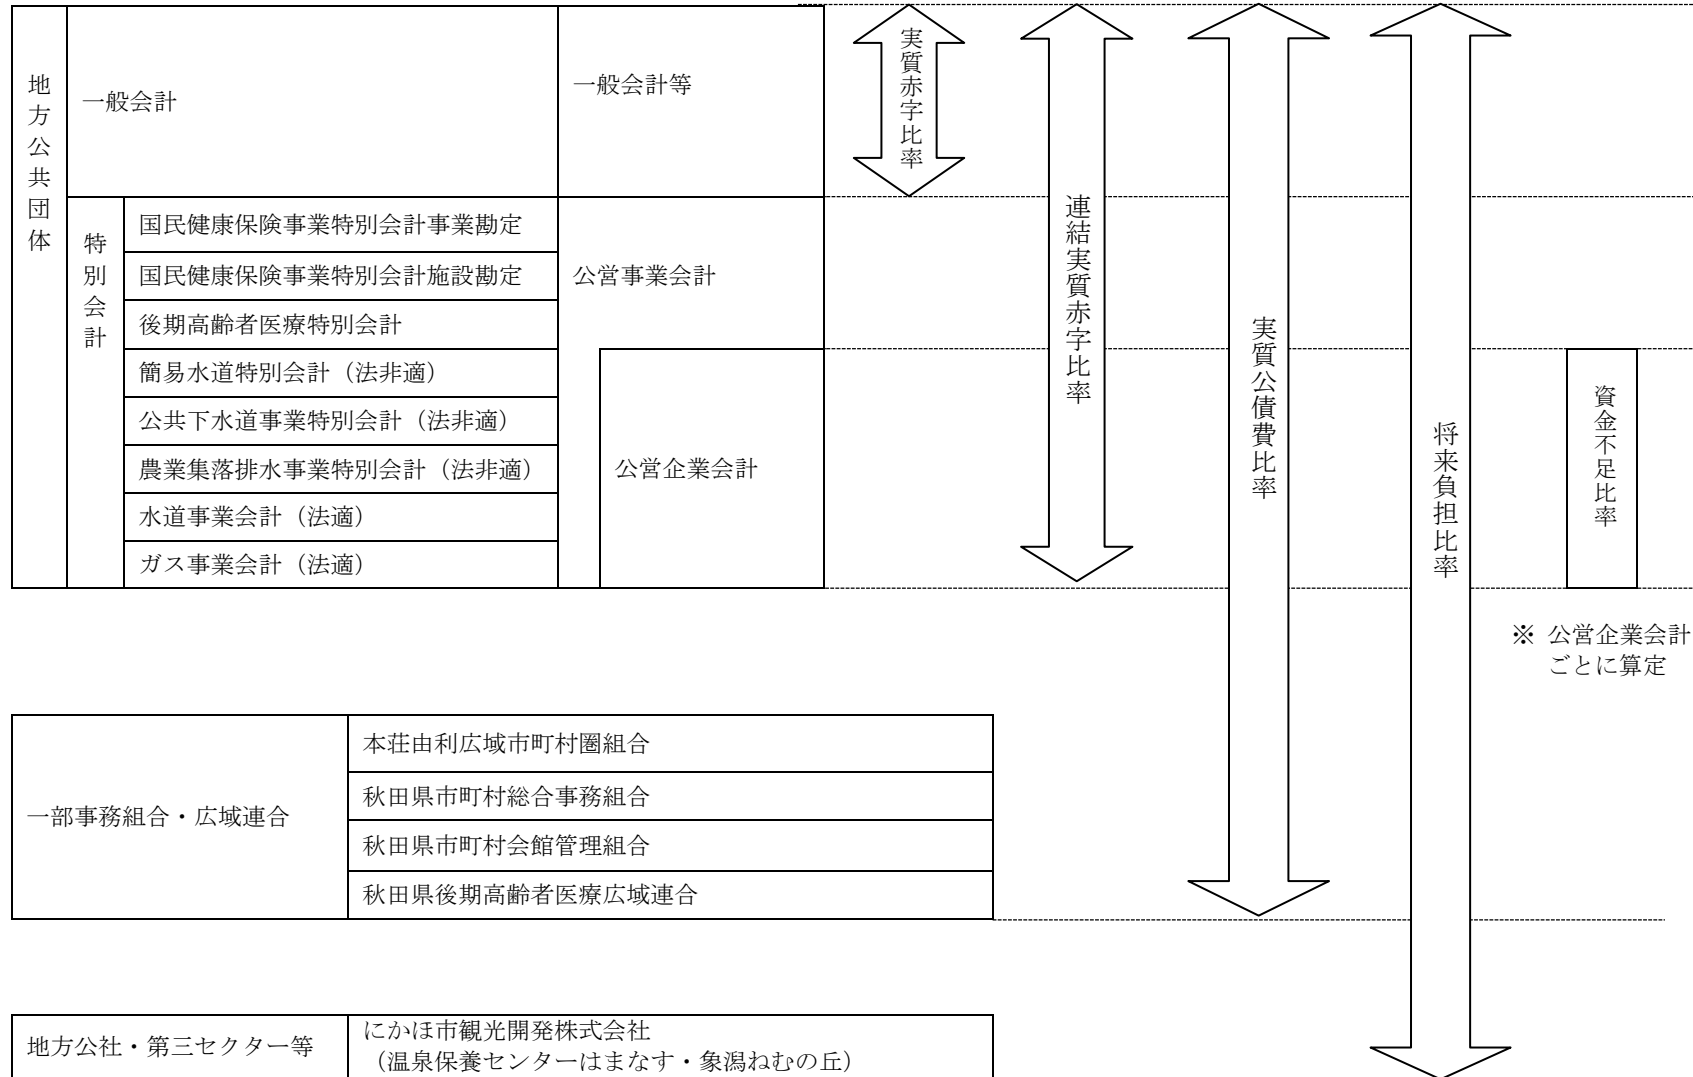 地方公共団体
一般会計
一般会計等
特別会計
国民健康保険事業特別会計事業勘定
国民健康保険事業特別会計施設勘定
後期高齢者医療特別会計
簡易水道特別会計（法非適）
公共下水道事業特別会計（法非適）
農業集落排水事業特別会計（法非適）
水道事業会計（法適）
ガス事業会計（法適）
公営事業会計
公営企業会計
実質赤字比率
連結実質赤字比率
実質公債費比率
将来負担比率
資金不足比率
※ 公営企業会計
ごとに算定
一部事務組合・広域連合
本荘由利広域市町村圏組合
秋田県市町村総合事務組合
秋田県市町村会館管理組合
秋田県後期高齢者医療広域連合
地方公社・第三セクター等
にかほ市観光開発株式会社
（温泉保養センターはまなす・象潟ねむの丘）